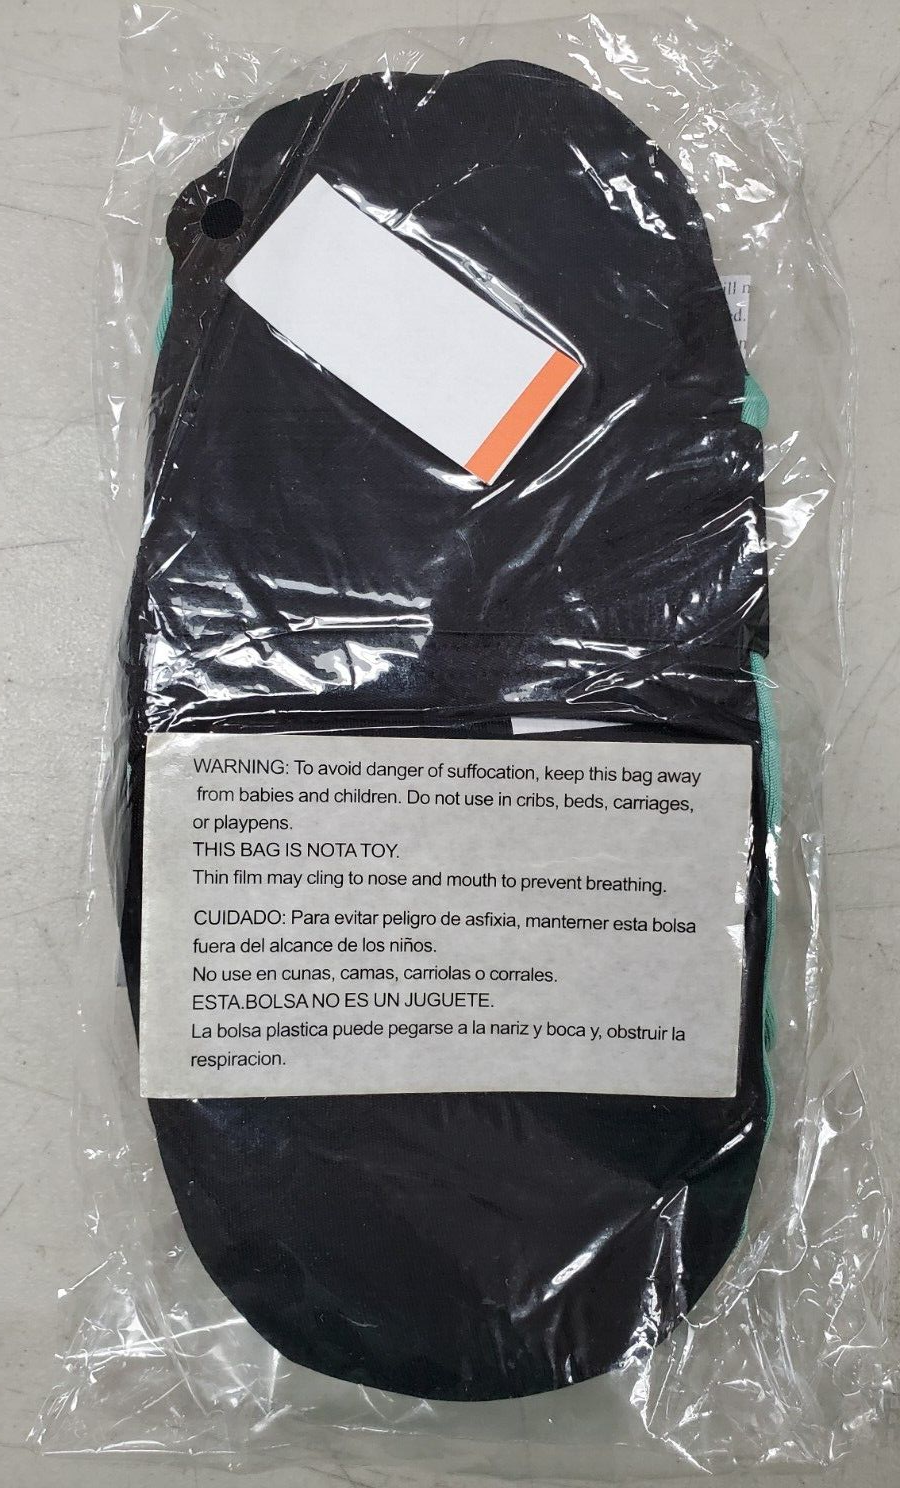 ill n
ed.
WARNING: To avoid danger of suffocation, keep this bag away
from babies and children. Do not use in cribs, beds, carriages,
or playpens.
THIS BAG IS NOTA TOY.
Thin film may cling to nose and mouth to prevent breathing.
CUIDADO: Para evitar peligro de asfixia, mantemer esta bolsa
fuera del alcance de los niños.
No use en cunas, camas, carriolas o corrales.
ESTA.BOLSA NO ES UN JUGUETE.
La bolsa plastica puede pegarse a la nariz y boca y, obstruir la
respiracion.